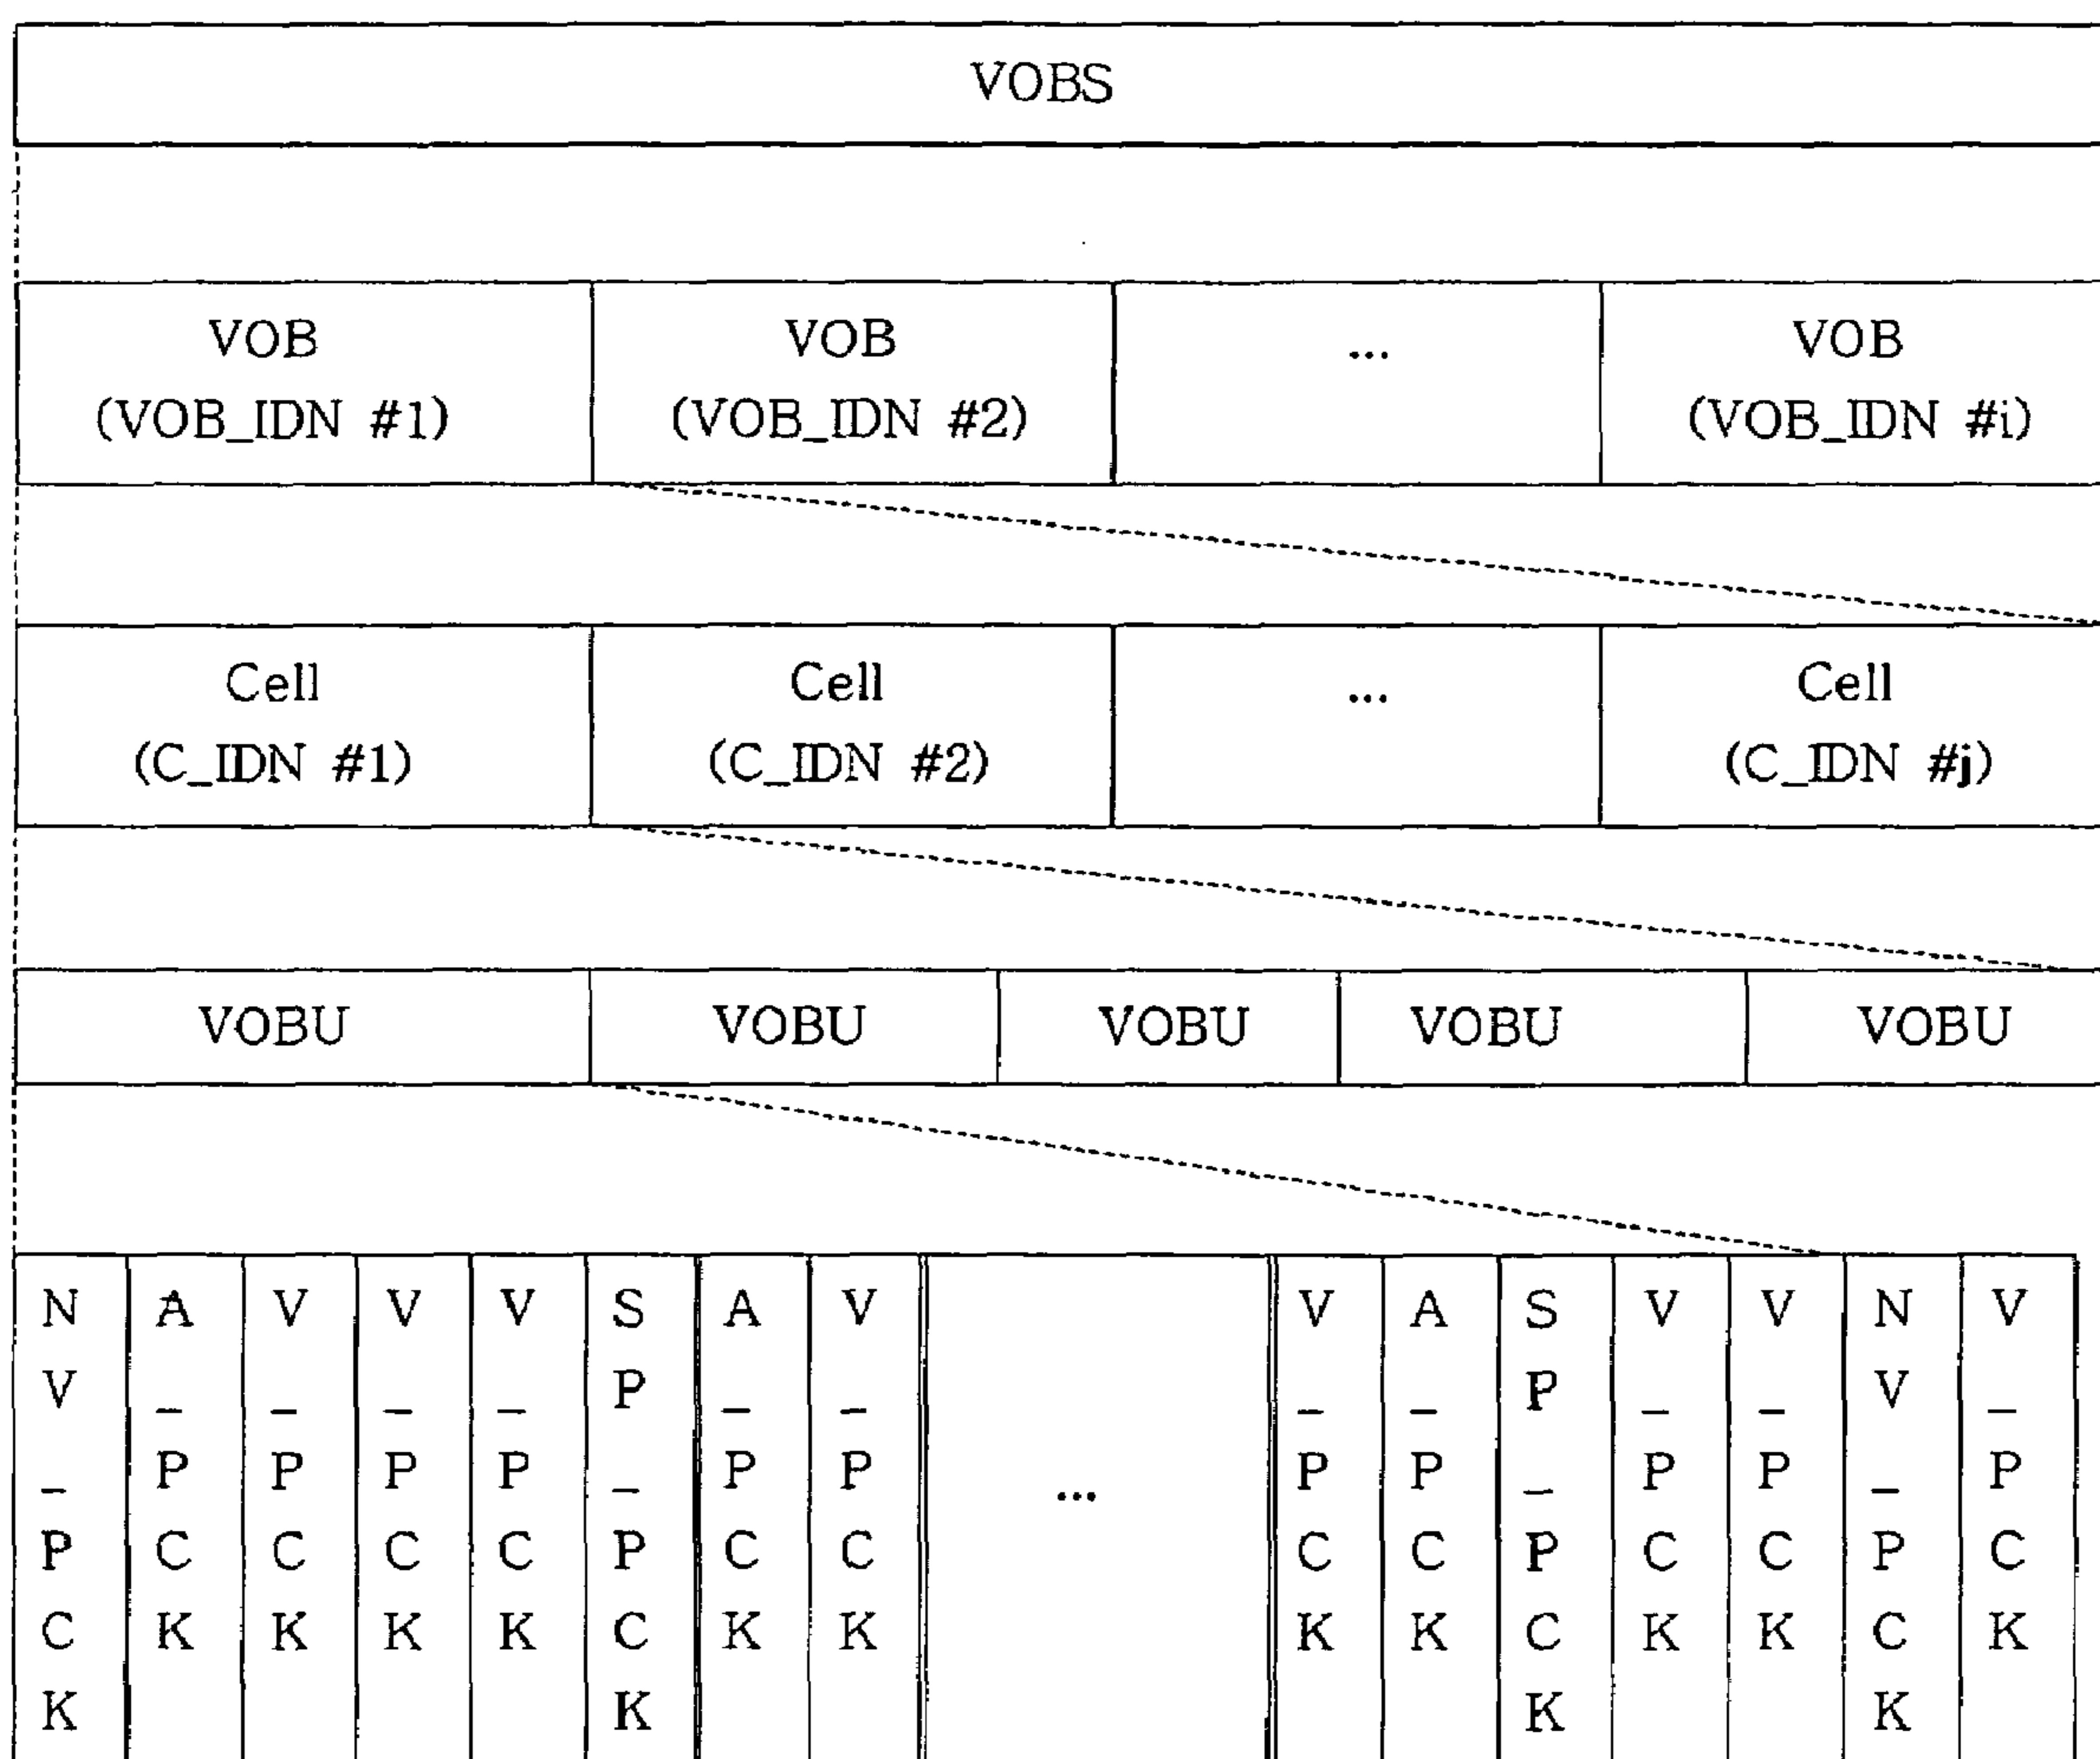 VOBS
VOB VOB ... VOB
(VOB_IDN #1) (VOB_IDN #2) (VOB_IDN #i)
Cell Cell ... Cell
(C_IDN #1) (C_IDN #2) (C_IDN #j)
VOBU VOBU VOBU VOBU VOBU
NV_PCK A_PCK V_PCK V_PCK V_PCK SP_PCK A_PCK V_PCK ... V_PCK A_PCK SP_PCK V_PCK V_PCK NV_PCK V_PCK